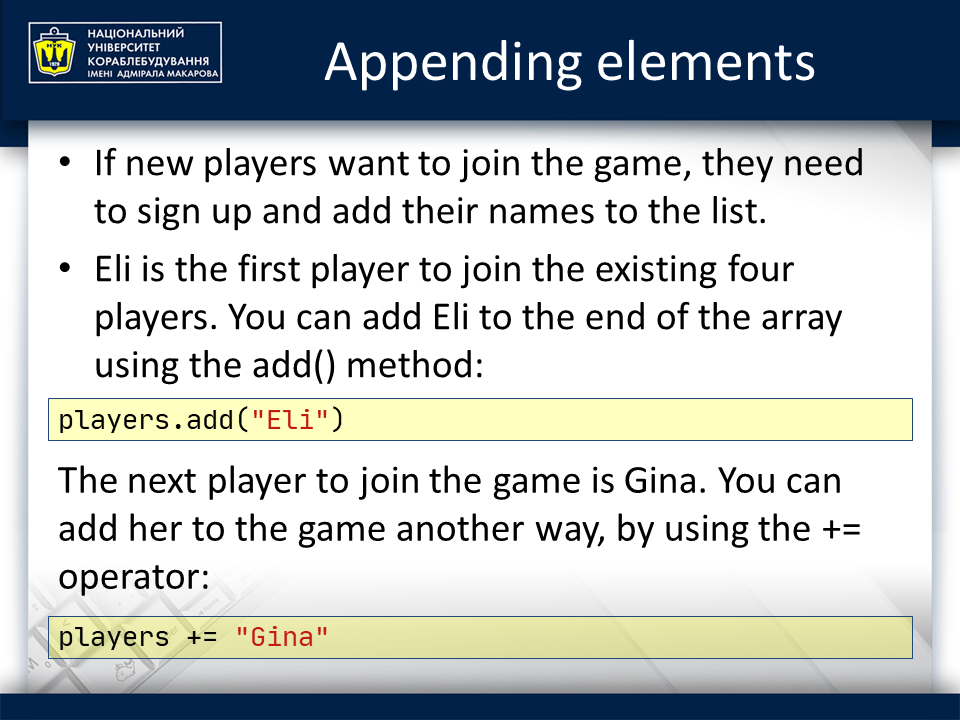 НАЦІОНАЛЬНИЙ
УНІВЕРСИТЕТ
КОРАБЛЕБУДУВАННЯ
ІМЕНІ АДМІРАЛА МАКАРОВА
НУК
1920
Appending elements
• If new players want to join the game, they need
to sign up and add their names to the list.
• Eli is the first player to join the existing four
players. You can add Eli to the end of the array
using the add() method:
players.add("Eli")
The next player to join the game is Gina. You can
add her to the game another way, by using the +=
operator:
players += "Gina"